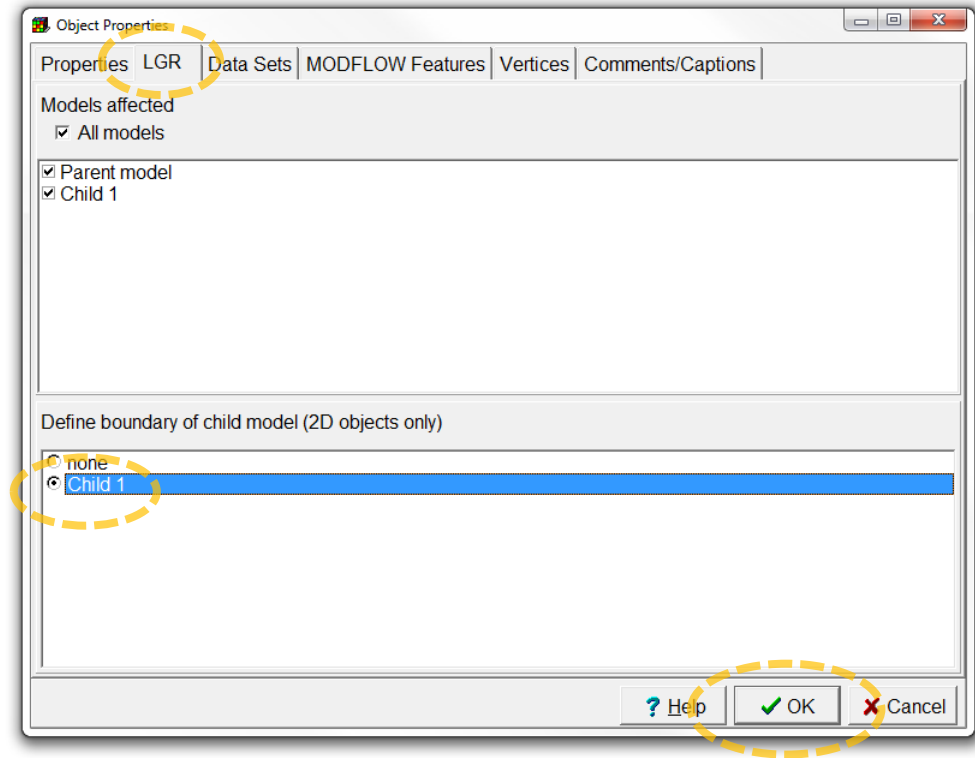 Object Properties
Properties LGR Data Sets MODFLOW Features Vertices Comments/Captions
Models affected
All models
Parent model
Child 1
Define boundary of child model (2D objects only)
none
Child 1
? Help OK Cancel